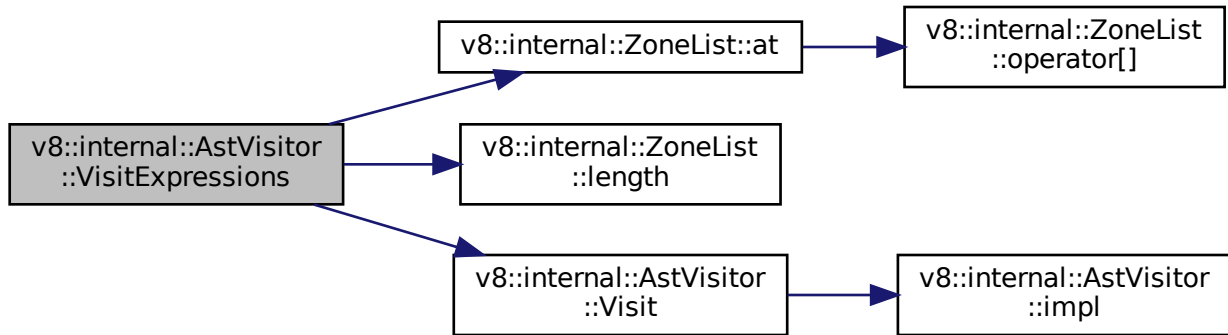 v8::internal::AstVisitor
::VisitExpressions
v8::internal::ZoneList::at
v8::internal::ZoneList
::operator[]
v8::internal::ZoneList
::length
v8::internal::AstVisitor
::Visit
v8::internal::AstVisitor
::impl